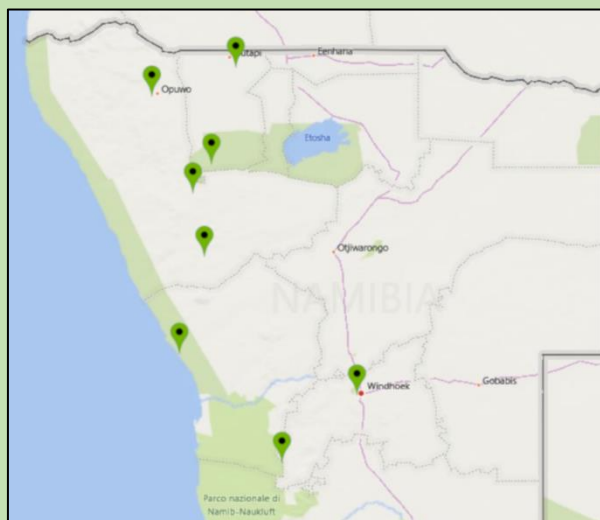 Eenhana
Opuwo
Etosha
Otjiwarongo
NAMIBIA
Windhoek
Gobabis
Parco nazionale di
Namib-Naukluft